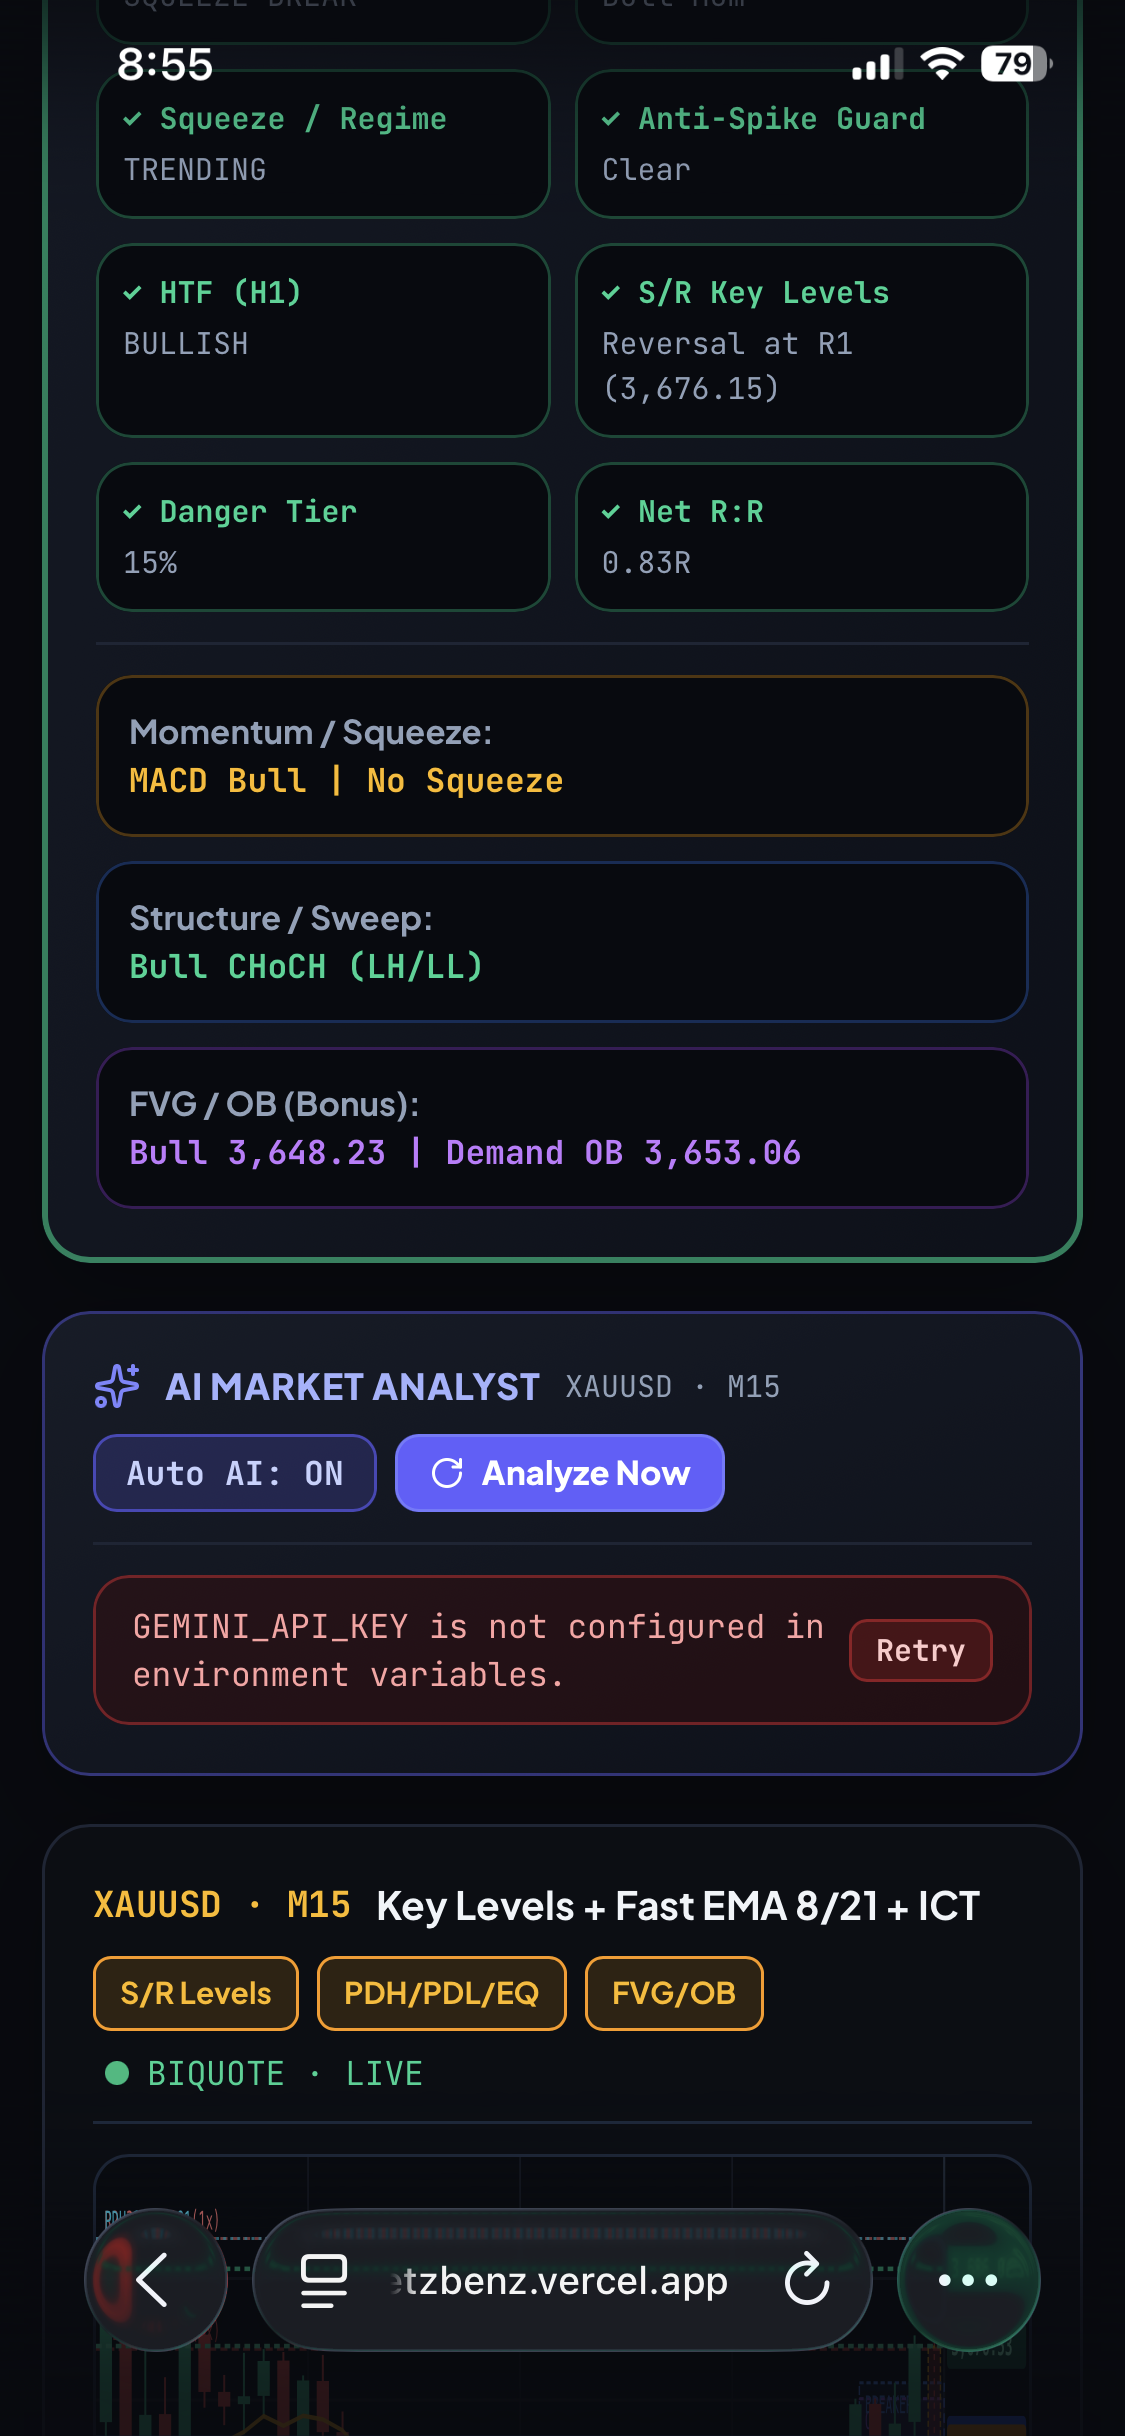 8:55
79
✓ Squeeze / Regime
TRENDING
✓ Anti-Spike Guard
Clear
✓ HTF (H1)
BULLISH
✓ S/R Key Levels
Reversal at R1
(3,676.15)
✓ Danger Tier
15%
✓ Net R:R
0.83R
Momentum / Squeeze:
MACD Bull | No Squeeze
Structure / Sweep:
Bull CHoCH (LH/LL)
FVG / OB (Bonus):
Bull 3,648.23 | Demand OB 3,653.06
AI MARKET ANALYST XAUUSD · M15
Auto AI: ON
Analyze Now
GEMINI_API_KEY is not configured in
environment variables.
Retry
XAUUSD · M15 Key Levels + Fast EMA 8/21 + ICT
S/R Levels
PDH/PDL/EQ
FVG/OB
BIQUOTE · LIVE
etzbenz.vercel.app